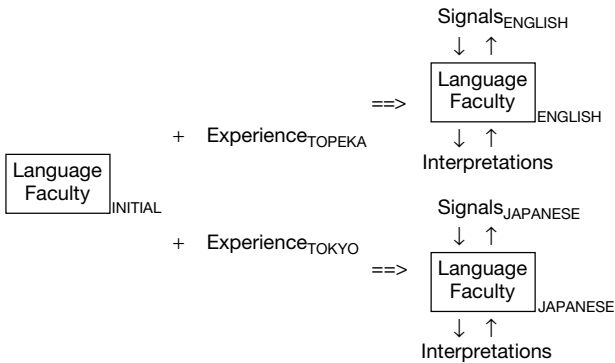 Signals ENGLISH
↓ ↑
Language
Faculty ENGLISH
==>
+ Experience TOPEKA
↓ ↑
Interpretations
Language
Faculty INITIAL
Signals JAPANESE
+ Experience TOKYO
↓ ↑
==>
Language
Faculty JAPANESE
↓ ↑
Interpretations